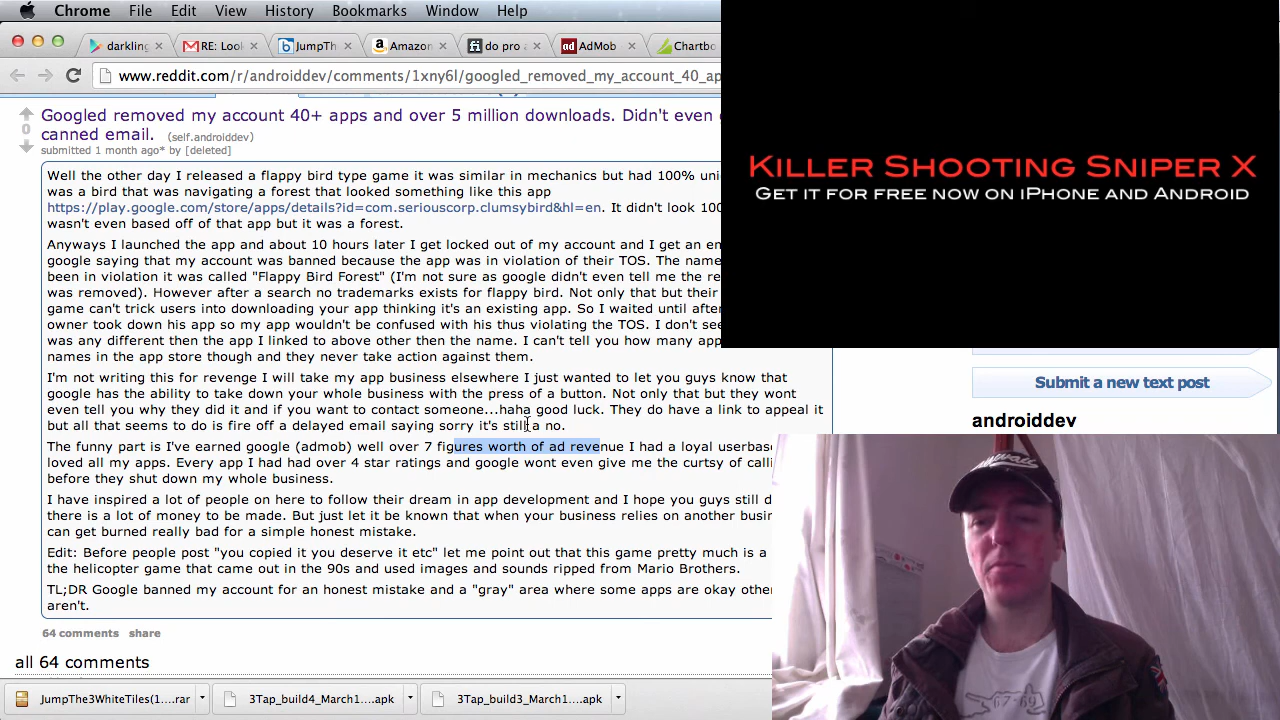 Chrome File Edit View History Bookmarks Window Help
darkling
RE: Loo
JumpTh
Amazon
do pro
AdMob
Chartbo
www.reddit.com/r/androiddev/comments/1xny6l/googled_removed_my_account_40_ap
Googled removed my account 40+ apps and over 5 million downloads. Didn't even
canned email. (self.androiddev)
0
submitted 1 month ago* by [deleted]
Well the other day I released a flappy bird type game it was similar in mechanics but had 100% uni
was a bird that was navigating a forest that looked something like this app
https://play.google.com/store/apps/details?id=com.seriouscorp.clumsybird&hl=en. It didn't look 100
wasn't even based off of that app but it was a forest.
Anyways I launched the app and about 10 hours later I get locked out of my account and I get an em
google saying that my account was banned because the app was in violation of their TOS. The name
been in violation it was called "Flappy Bird Forest" (I'm not sure as google didn't even tell me the re
was removed). However after a search no trademarks exists for flappy bird. Not only that but their
game can't trick users into downloading your app thinking it's an existing app. So I waited until after
owner took down his app so my app wouldn't be confused with his thus violating the TOS. I don't see
was any different then the app I linked to above other then the name. I can't tell you how many app
names in the app store though and they never take action against them.
I'm not writing this for revenge I will take my app business elsewhere I just wanted to let you guys know that
google has the ability to take down your whole business with the press of a button. Not only that but they wont
even tell you why they did it and if you want to contact someone...haha good luck. They do have a link to appeal it
but all that seems to do is fire off a delayed email saying sorry it's still a no.
The funny part is I've earned google (admob) well over 7 figures worth of ad revenue I had a loyal userbas
loved all my apps. Every app I had had over 4 star ratings and google wont even give me the curtsy of calli
before they shut down my whole business.
I have inspired a lot of people on here to follow their dream in app development and I hope you guys still d
there is a lot of money to be made. But just let it be known that when your business relies on another busin
can get burned really bad for a simple honest mistake.
Edit: Before people post "you copied it you deserve it etc" let me point out that this game pretty much is a
the helicopter game that came out in the 90s and used images and sounds ripped from Mario Brothers.
TL;DR Google banned my account for an honest mistake and a "gray" area where some apps are okay othe
aren't.
64 comments share
all 64 comments
JumpThe3WhiteTiles(1....rar
3Tap_build4_March1....apk
3Tap_build3_March1....apk
Killer Shooting Sniper X
Get it for free now on iPhone and Android
Submit a new text post
androiddev